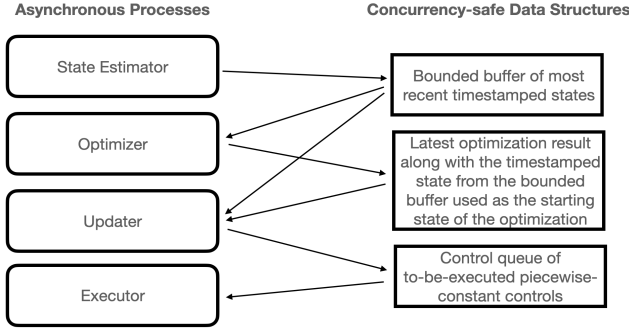 Asynchronous Processes
Concurrency-safe Data Structures
State Estimator
Optimizer
Updater
Executor
Bounded buffer of most
recent timestamped states
Latest optimization result
along with the timestamped
state from the bounded
buffer used as the starting
state of the optimization
Control queue of
to-be-executed piecewise-
constant controls